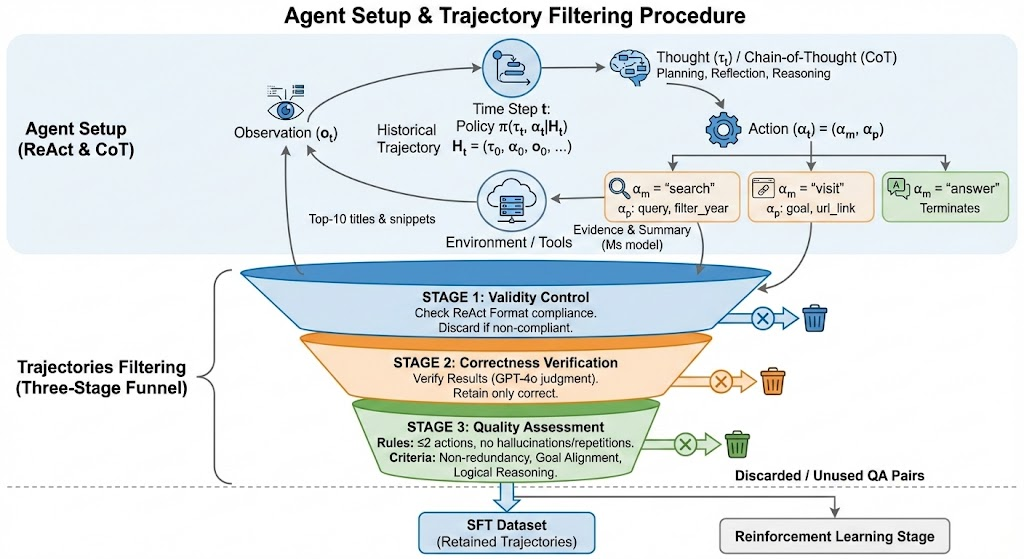 Agent Setup & Trajectory Filtering Procedure
Agent Setup
(ReAct & CoT)
Observation (oₜ)
Time Step t:
Policy π(τₜ, αₜ|Hₜ)
Historical
Trajectory
Hₜ = (τ₀, α₀, o₀, ...)
Thought (τₜ) / Chain-of-Thought (CoT)
Planning, Reflection, Reasoning
Action (αₜ) = (αₘ, αₚ)
αₘ = “search”
αₚ: query, filter_year
αₘ = “visit”
αₚ: goal, url_link
A
αₘ = “answer”
Terminates
Top-10 titles & snippets
Environment / Tools
Evidence & Summary
(Ms model)
Trajectories Filtering
(Three-Stage Funnel)
STAGE 1: Validity Control
Check ReAct Format compliance.
Discard if non-compliant.
STAGE 2: Correctness Verification
Verify Results (GPT-4o judgment).
Retain only correct.
STAGE 3: Quality Assessment
Rules: ≤2 actions, no hallucinations/repetitions.
Criteria: Non-redundancy, Goal Alignment,
Logical Reasoning.
Discarded / Unused QA Pairs
SFT Dataset
(Retained Trajectories)
Reinforcement Learning Stage